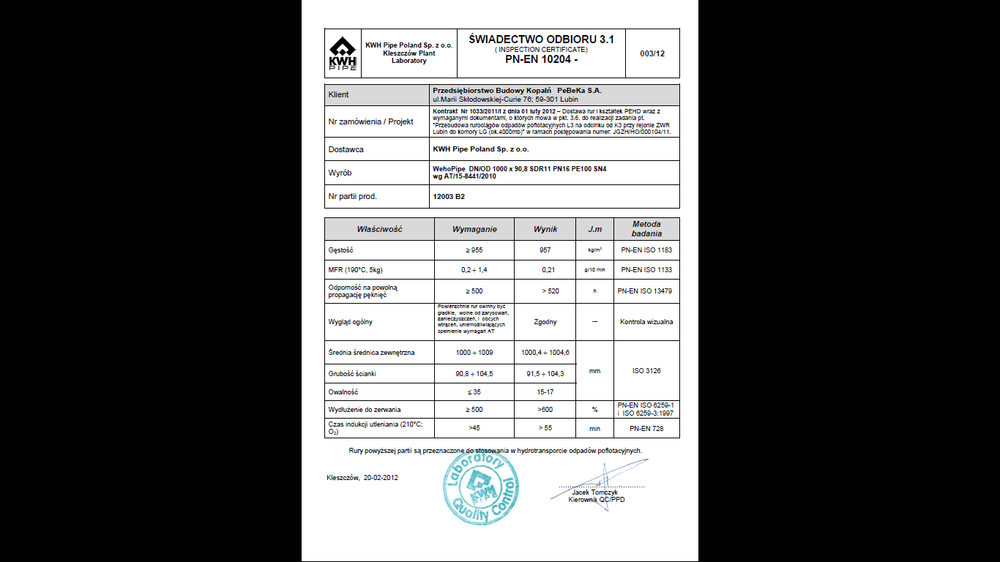 KWH
PIPE
KWH Pipe Poland Sp. z o.o.
Kleszczów Plant
Laboratory
ŚWIADECTWO ODBIORU 3.1
( INSPECTION CERTIFICATE)
PN-EN 10204 -
003/12
Klient
Przedsiębiorstwo Budowy Kopalń PeBeKa S.A.
ul.Marii Skłodowskiej-Curie 76; 59-301 Lubin
Nr zamówienia / Projekt
Kontrakt Nr 1033/2011/I z dnia 01 luty 2012 – Dostawa rur i kształtek PEHD wraz z
wymaganymi dokumentami, o których mowa w pkt. 3.6. do realizacji zadania pt.
"Przebudowa rurociągów odpadów poflotacyjnych L3 na odcinku od K3 przy rejonie ZWR
Lubin do komory LG (ok.4000mb)" w ramach postępowania numer: JGZH/HO/000104/11.
Dostawca
KWH Pipe Poland Sp. z o.o.
Wyrób
WehoPipe DN/OD 1000 x 90,8 SDR11 PN16 PE100 SN4
wg AT/15-8441/2010
Nr partii prod.
12003 B2
Właściwość Wymaganie Wynik J.m Metoda
badania
Gęstość ≥ 955 957 kg/m³ PN-EN ISO 1183
MFR (190°C, 5kg) 0,2 ÷ 1,4 0,21 g/10 min PN-EN ISO 1133
Odporność na powolną
propagację pęknięć
≥ 500 > 520 h PN-EN ISO 13479
Wygląd ogólny
Powierzchnie rur owinny być
gładkie, wolne od zarysowań,
zanieczyszczeń, i obcych
wtrąceń, uniemożliwiających
spełnienie wymagań AT
Zgodny --- Kontrola wizualna
Średnia średnica zewnętrzna 1000 ÷ 1009 1000,4 ÷ 1004,6
Grubość ścianki 90,8 ÷ 104,5 91,5 ÷ 104,3 mm ISO 3126
Owalność ≤ 35 15-17
Wydłużenie do zerwania ≥ 500 >600 % PN-EN ISO 6259-1
i ISO 6259-3:1997
Czas indukcji utleniania (210°C;
O₂)
>45 > 55 min PN-EN 728
Rury powyższej partii są przeznaczone do stosowania w hydrotransporcie odpadów poflotacyjnych.
Kleszczów, 20-02-2012
Laboratory
KWH
PIPE
Quality Control
Jacek Tomczyk
Kierownik QC/PPD